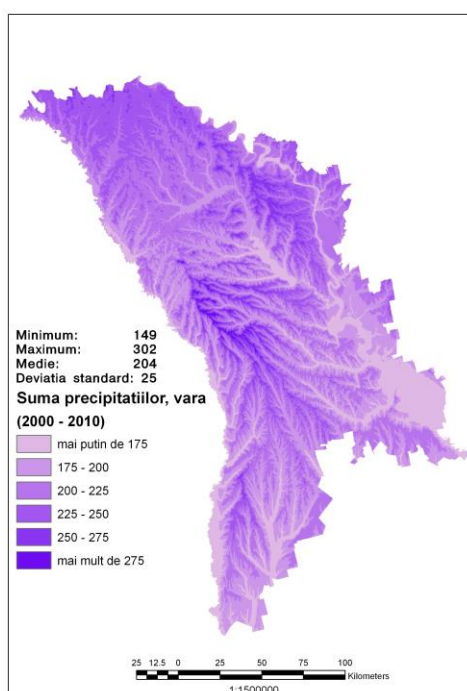 Minimum: 149
Maximum: 302
Medie: 204
Deviatia standard: 25
Suma precipitatiilor, vara
(2000 - 2010)
mai putin de 175
175 - 200
200 - 225
225 - 250
250 - 275
mai mult de 275
25 12.5 0 25 50 75 100
Kilometers
1:1500000